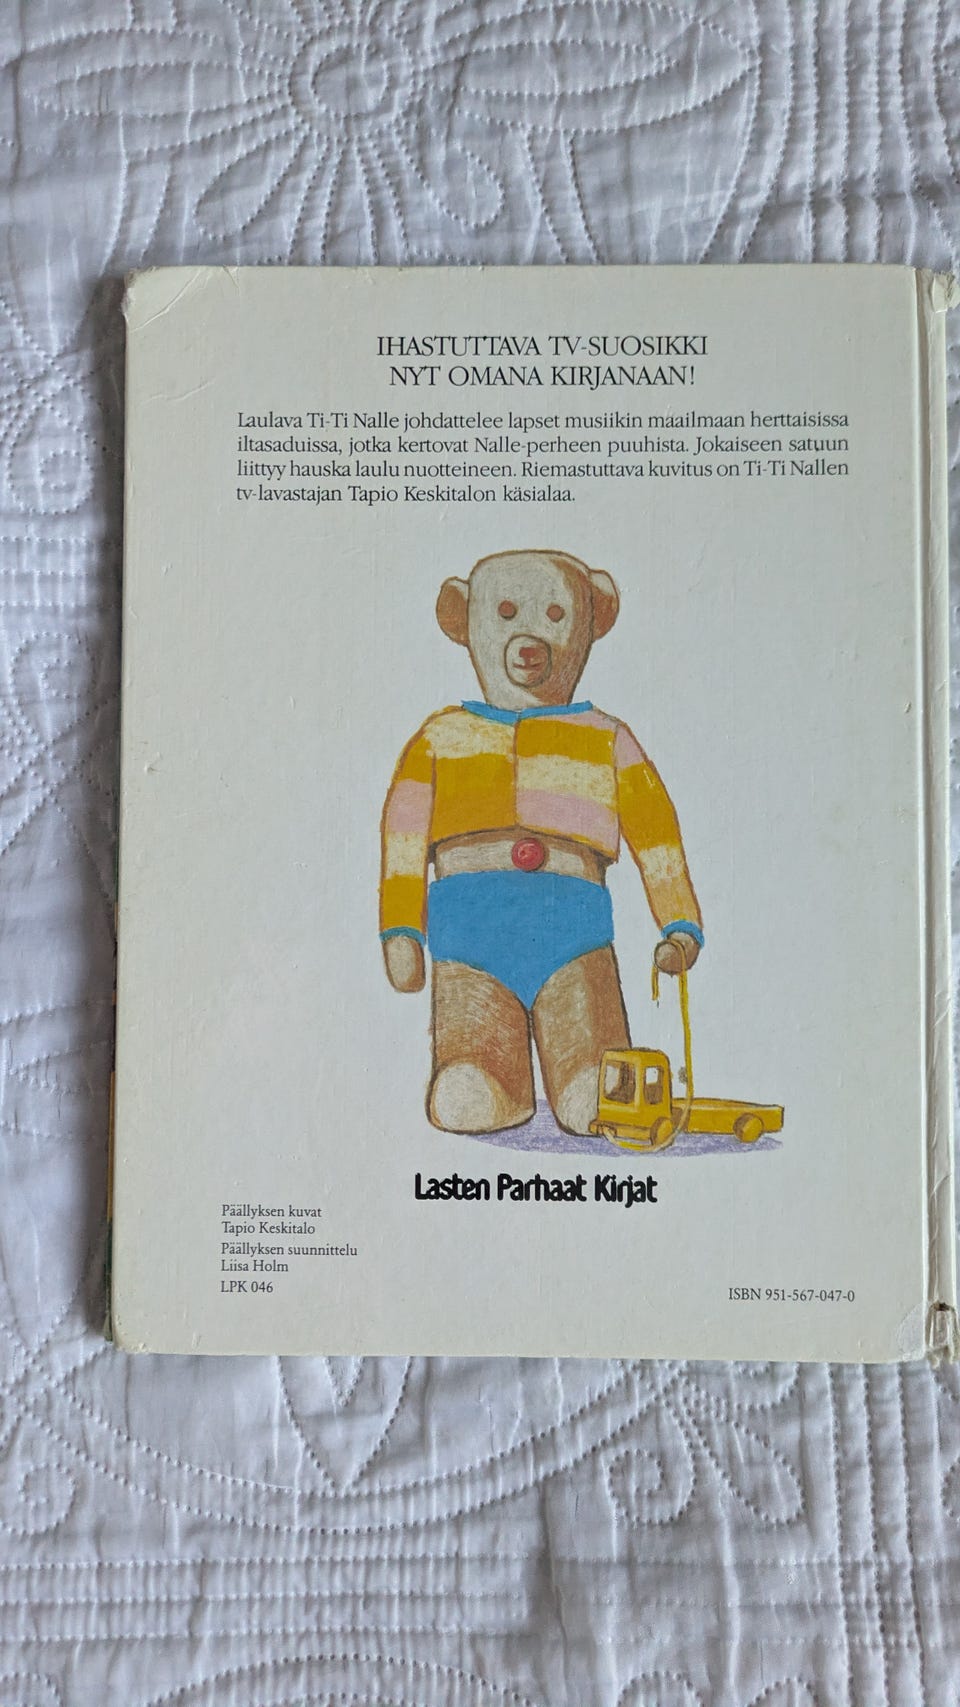 IHASTUTTAVA TV-SUOSIKKI
NYT OMANA KIRJANAAN!
Laulava Ti-Ti Nalle johdattelee lapset musiikin maailmaan herttaisissa
iltasaduissa, jotka kertovat Nalle-perheen puuhista. Jokaiseen satuun
liittyy hauska laulu nuotteineen. Riemastuttava kuvitus on Ti-Ti Nallen
tv-lavastajan Tapio Keskitalon käsialaa.
Lasten Parhaat Kirjat
Päällyksen kuvat
Tapio Keskitalo
Päällyksen suunnittelu
Liisa Holm
LPK 046
ISBN 951-567-047-0